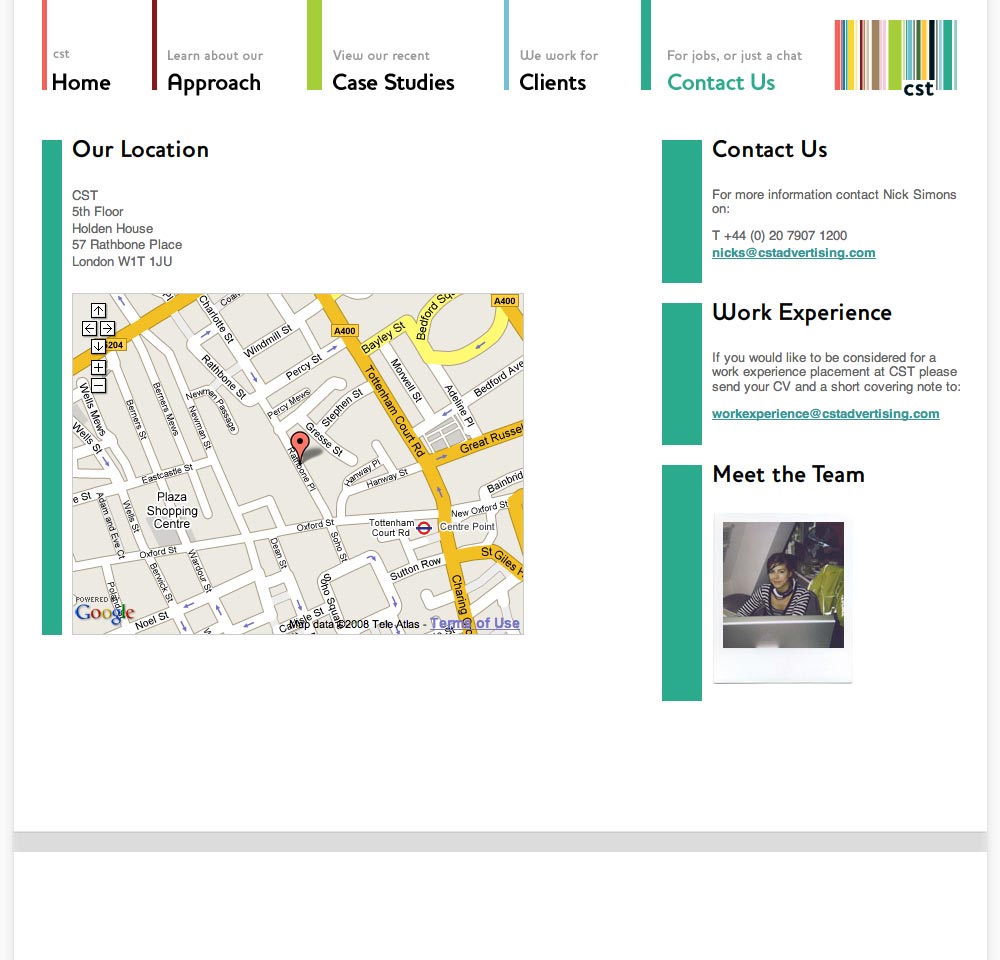 cst
Home
Learn about our
Approach
View our recent
Case Studies
We work for
Clients
For jobs, or just a chat
Contact Us
cst
Our Location
CST
5th Floor
Holden House
57 Rathbone Place
London W1T 1JU
A400
A400
Charlotte St
Windmill St
Percy St
Bayley St
Rathbone St
Percy Mews
Stephen St
Gresse St
Newman Passage
Newman St
Berners Mews
Berners St
Wells Mews
Wells St
Morwell St
Adeline Pl
Bedford Ave
Tottenham Court Rd
Rathbone Pl
Hanway Pl
Hanway St
Great Russel
Bainbrid
Eastcastle St
Plaza
Shopping
Centre
Adam and Eve Ct
Wells St
Oxford St
New Oxford St
Tottenham
Court Rd
Centre Point
Oxford St
Dean St
Soho St
Sutton Row
St Giles H
Soho Squa
Berwick St
Wardour St
Polan
Noel St
Carlisle St
Charing C
POWERED
Google
Map data ©2008 Tele Atlas - Terms of Use
Contact Us
For more information contact Nick Simons
on:
T +44 (0) 20 7907 1200
nicks@cstadvertising.com
Work Experience
If you would like to be considered for a
work experience placement at CST please
send your CV and a short covering note to:
workexperience@cstadvertising.com
Meet the Team